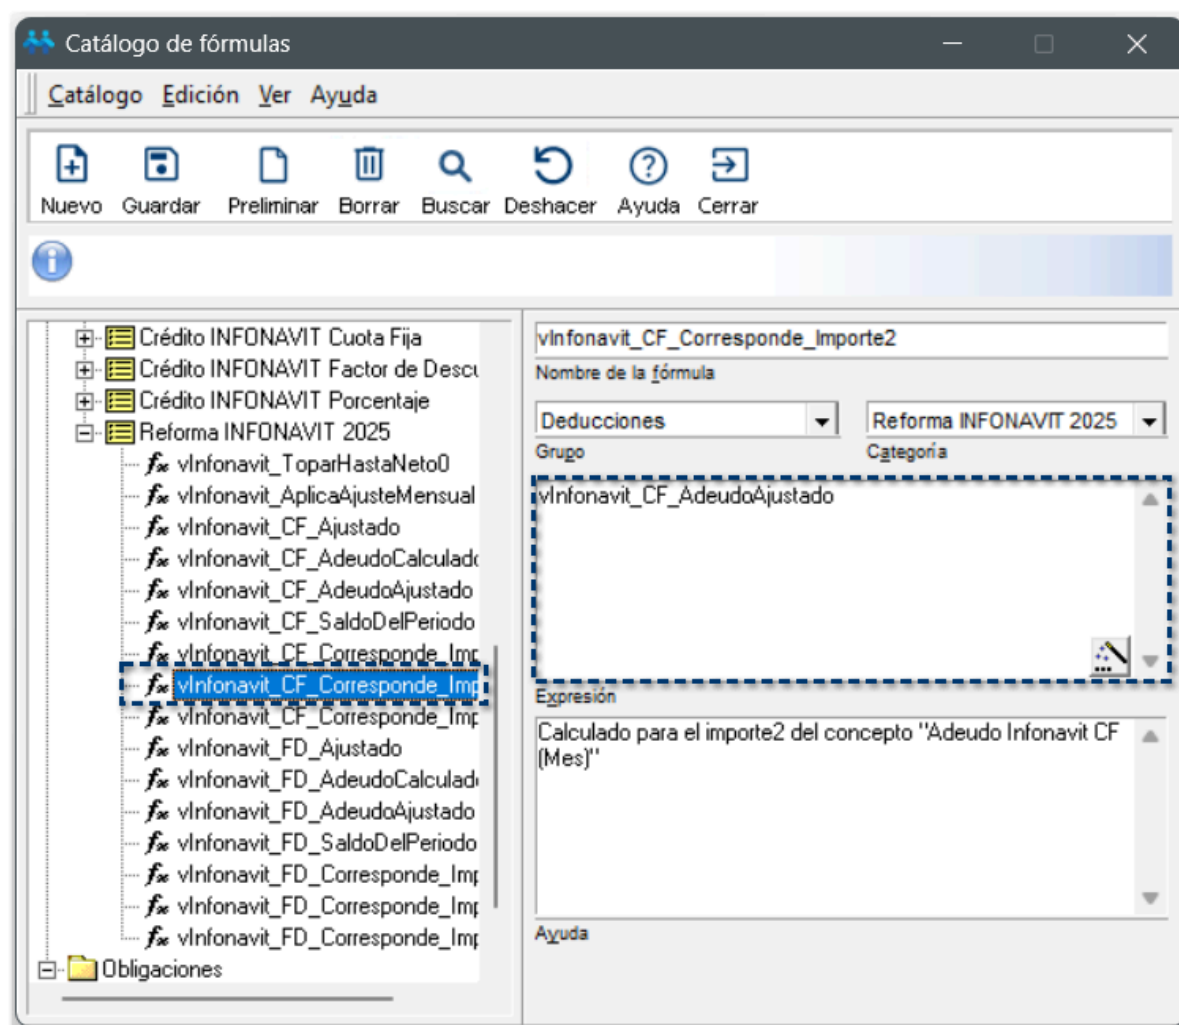 Catálogo de fórmulas
Catálogo Edición Ver Ayuda
Nuevo Guardar Preliminar Borrar Buscar Deshacer Ayuda Cerrar
Crédito INFONAVIT Cuota Fija
Crédito INFONAVIT Factor de Descu
Crédito INFONAVIT Porcentaje
Reforma INFONAVIT 2025
vInfonavit_ToparHastaNeto0
vInfonavit_AplicaAjusteMensual
vInfonavit_CF_Ajustado
vInfonavit_CF_AdeudoCalculado
vInfonavit_CF_AdeudoAjustado
vInfonavit_CF_SaldoDelPeriodo
vInfonavit_CF_Corresponde_Imp
vInfonavit_CF_Corresponde_Imp
vInfonavit_CF_Corresponde_Imp
vInfonavit_FD_Ajustado
vInfonavit_FD_AdeudoCalculad
vInfonavit_FD_AdeudoAjustado
vInfonavit_FD_SaldoDelPeriodo
vInfonavit_FD_Corresponde_Imp
vInfonavit_FD_Corresponde_Imp
vInfonavit_FD_Corresponde_Imp
Obligaciones
vInfonavit_CF_Corresponde_Importe2
Nombre de la fórmula
Deducciones Reforma INFONAVIT 2025
Grupo Categoría
vInfonavit_CF_AdeudoAjustado
Expresión
Calculado para el importe2 del concepto "Adeudo Infonavit CF
(Mes)"
Ayuda